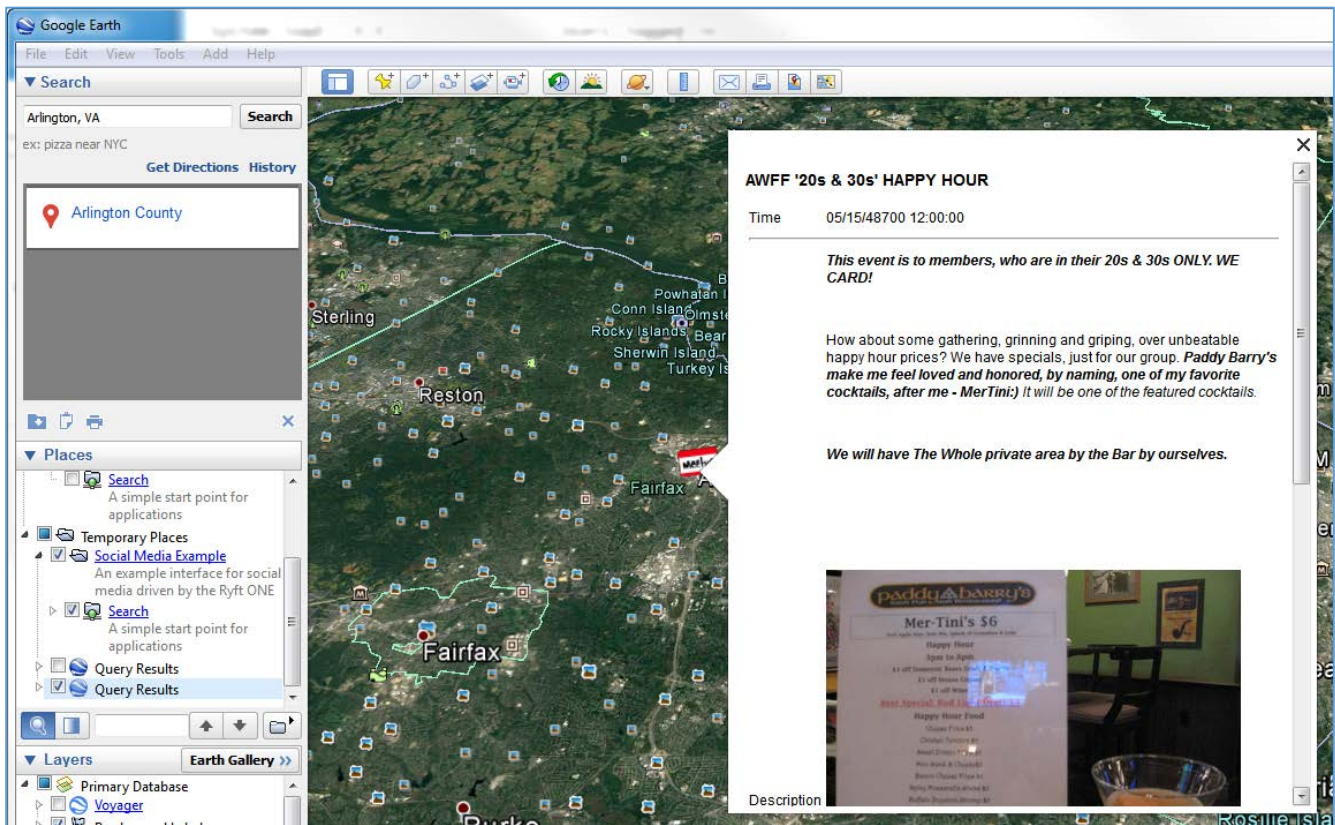 Google Earth
File Edit View Tools Add Help
Search
Arlington, VA Search
ex: pizza near NYC
Get Directions History
Arlington County
Places
Search
A simple start point for
applications
Temporary Places
Social Media Example
An example interface for social
media driven by the Ryft ONE
Search
A simple start point for
applications
Query Results
Query Results
Layers Earth Gallery >>
Primary Database
Voyager
Sterling
Reston
Fairfax
Fairfax
Burke
Powhatan I
Conn Island
Olmste
Rocky Islands Bear
Sherwin Island
Turkey Is
AWFF '20s & 30s' HAPPY HOUR
Time 05/15/48700 12:00:00
This event is to members, who are in their 20s & 30s ONLY. WE
CARD!
How about some gathering, grinning and griping, over unbeatable
happy hour prices? We have specials, just for our group. Paddy Barry's
make me feel loved and honored, by naming, one of my favorite
cocktails, after me - MerTini:) It will be one of the featured cocktails.
We will have The Whole private area by the Bar by ourselves.
paddy barry's
Mer-Tini's $6
Happy Hour
3pm to 8pm
Happy Hour Food
Description